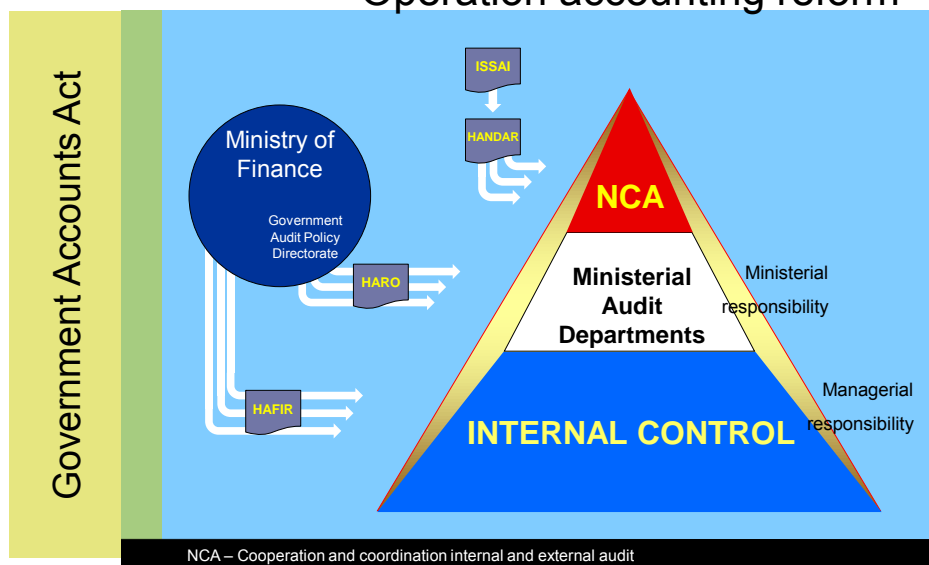 Operation accounting reform
Government Accounts Act
ISSAI
HANDAR
Ministry of
Finance
Government
Audit Policy
Directorate
HARO
HAFIR
NCA
Ministerial
Audit
Departments
INTERNAL CONTROL
Ministerial
responsibility
Managerial
responsibility
NCA – Cooperation and coordination internal and external audit